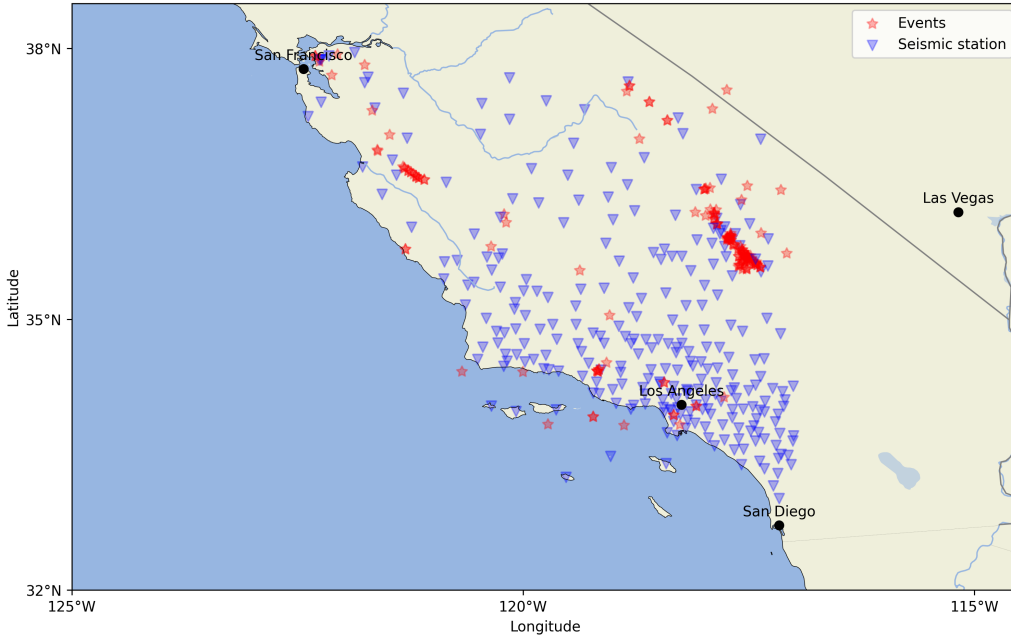 Events
Seismic station
38°N
San Francisco
Las Vegas
Latitude
35°N
Los Angeles
San Diego
32°N
125°W
120°W
115°W
Longitude